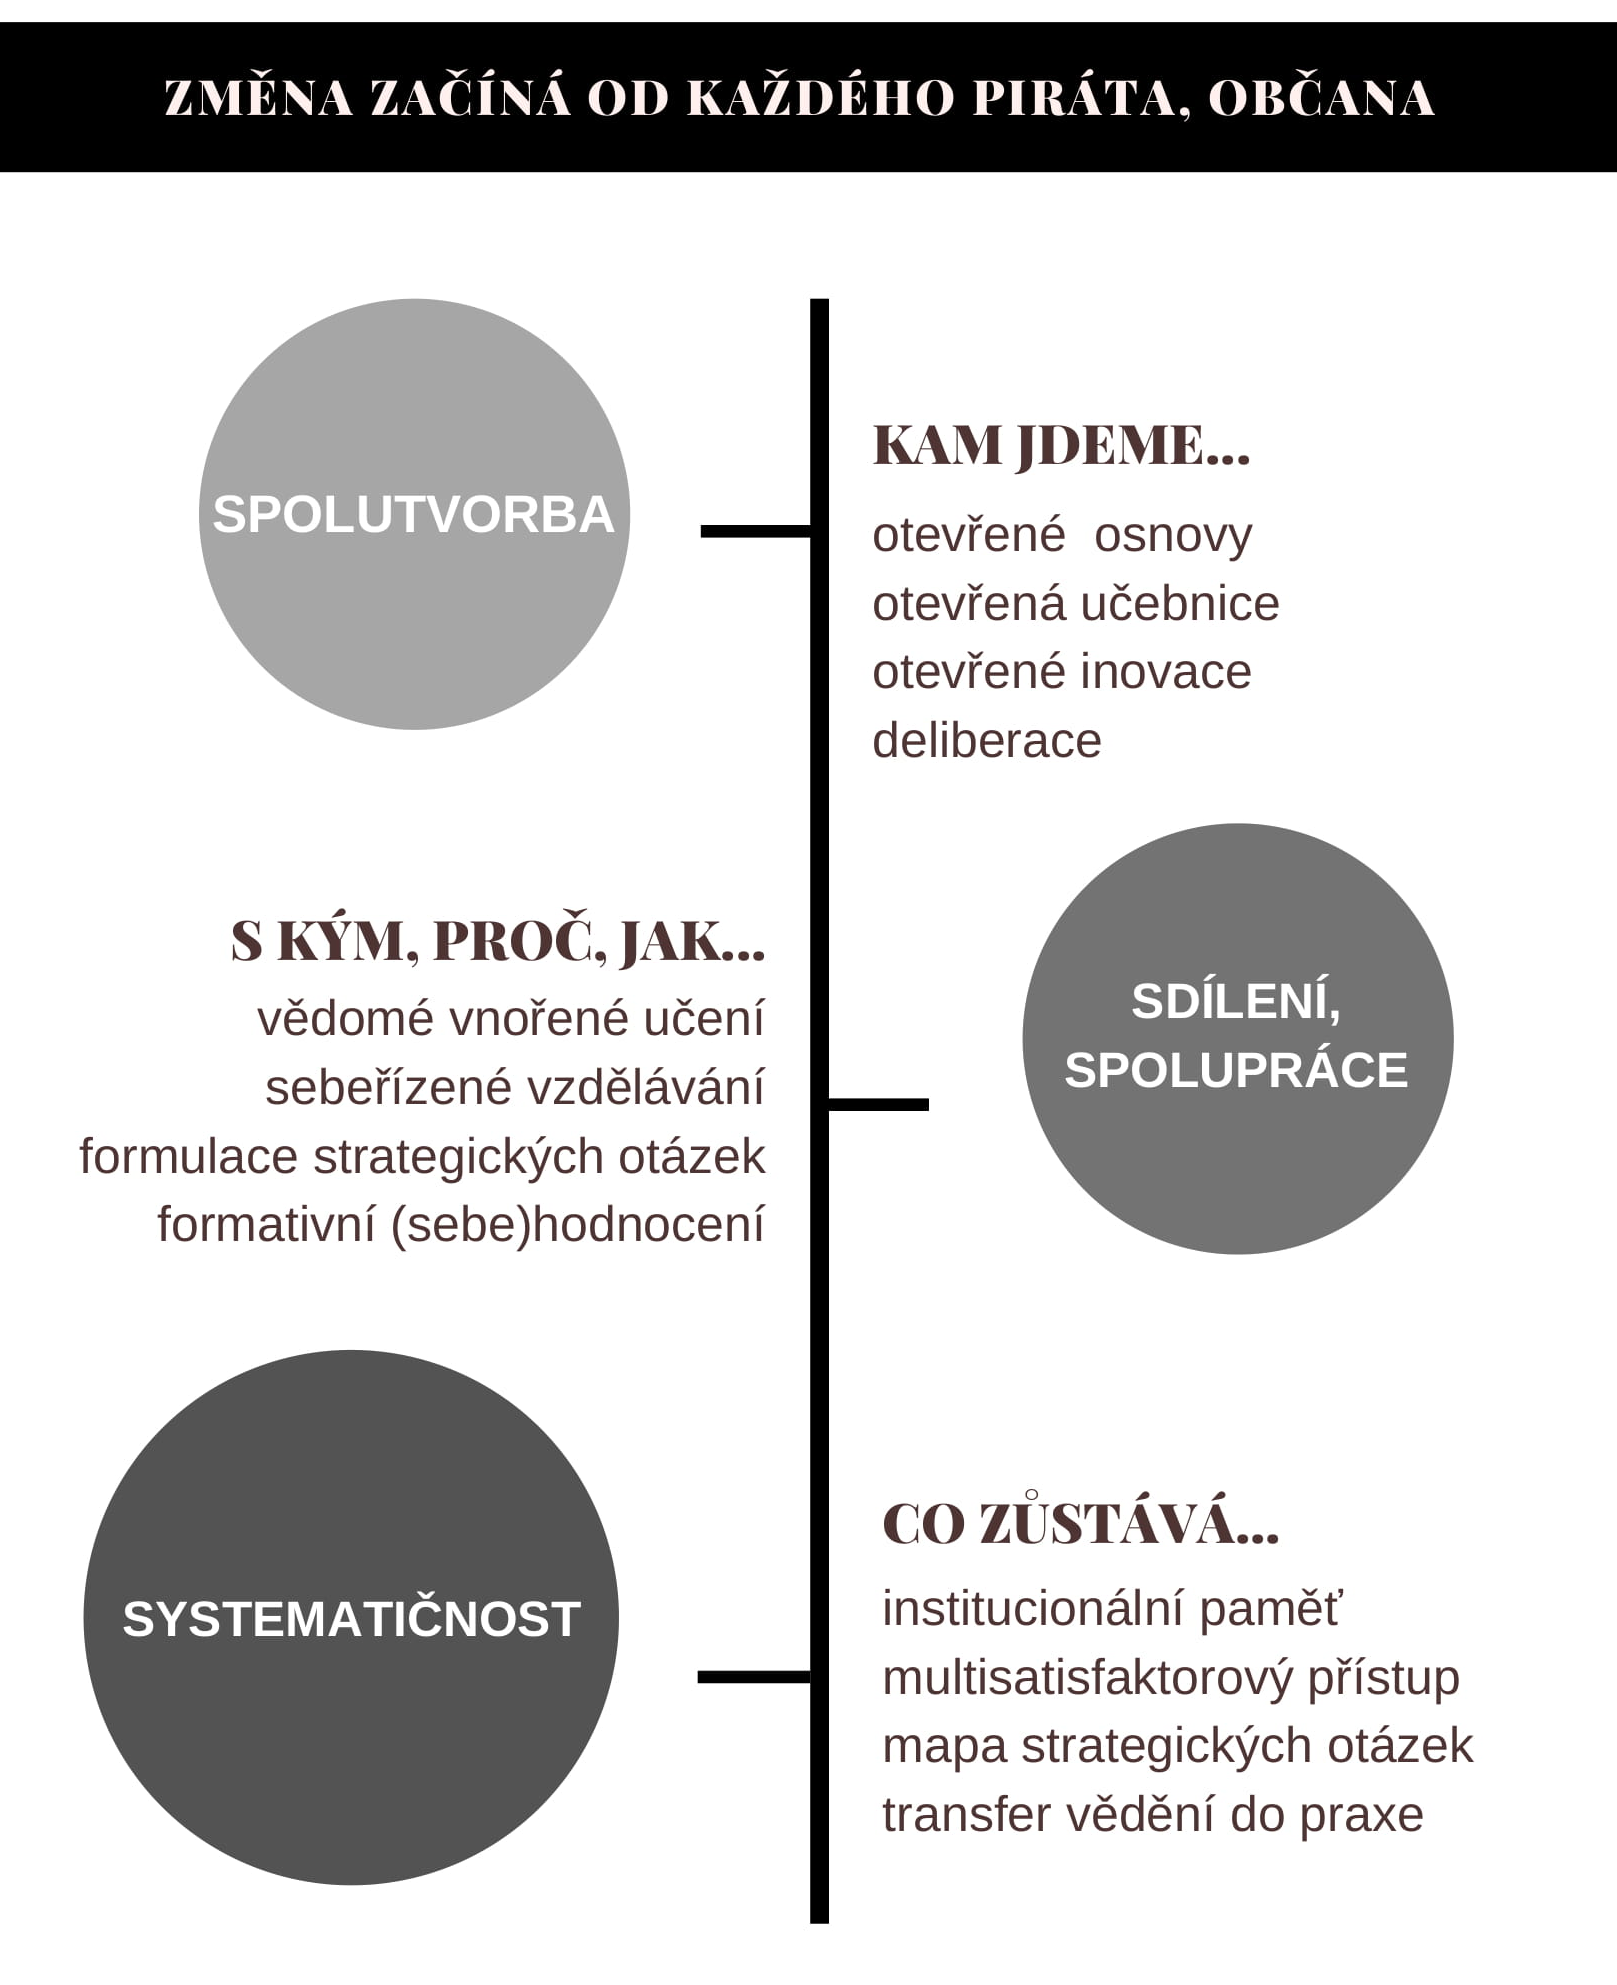 ZMĚNA ZAČÍNÁ OD KAŽDÉHO PIRÁTA, OBČANA
SPOLUTVORBA
KAM JDEME...
otevřené  osnovy
otevřená učebnice
otevřené inovace
deliberace
S KÝM, PROČ, JAK...
vědomé vnořené učení
sebeřízené vzdělávání
formulace strategických otázek
formativní (sebe)hodnocení
SDÍLENÍ,
SPOLUPRÁCE
SYSTEMATIČNOST
CO ZŮSTÁVÁ...
institucionální paměť
multisatisfaktorový přístup
mapa strategických otázek
transfer vědění do praxe